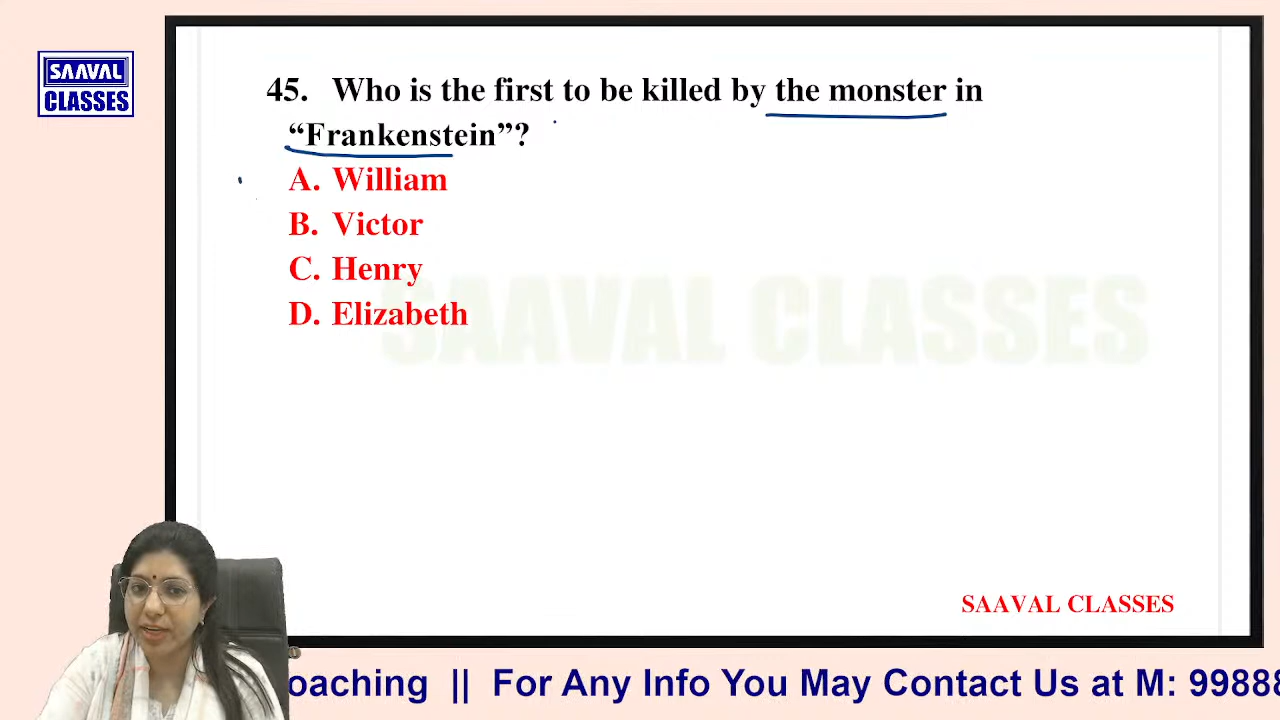 SAAVAL
CLASSES
45. Who is the first to be killed by the monster in
“Frankenstein”?
A. William
B. Victor
C. Henry
D. Elizabeth
SAAVAL CLASSES
SAAVAL CLASSES
oaching || For Any Info You May Contact Us at M: 99888